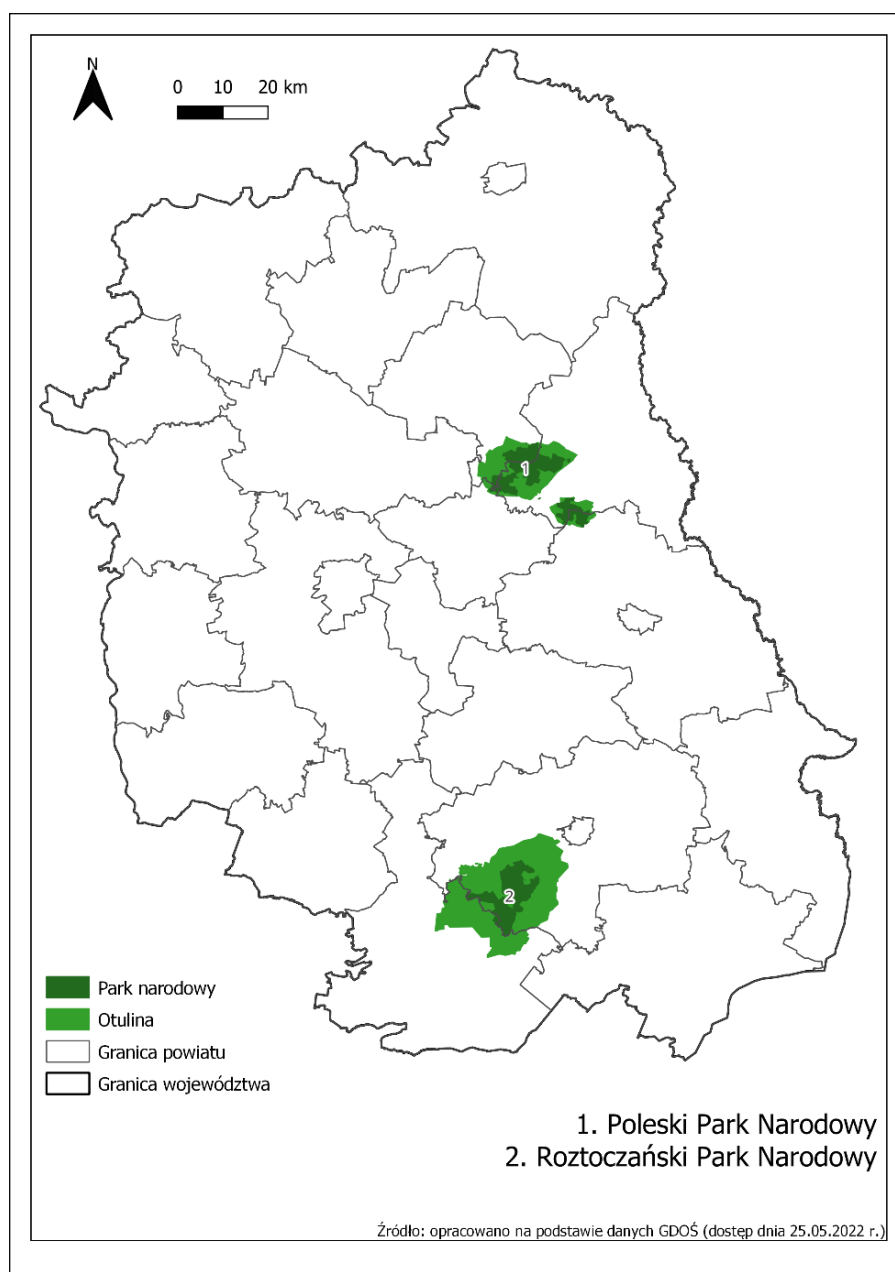 N
0 10 20 km
1
2
Park narodowy
Otulina
Granica powiatu
Granica województwa
1. Poleski Park Narodowy
2. Roztoczański Park Narodowy
Źródło: opracowano na podstawie danych GDOŚ (dostęp dnia 25.05.2022 r.)